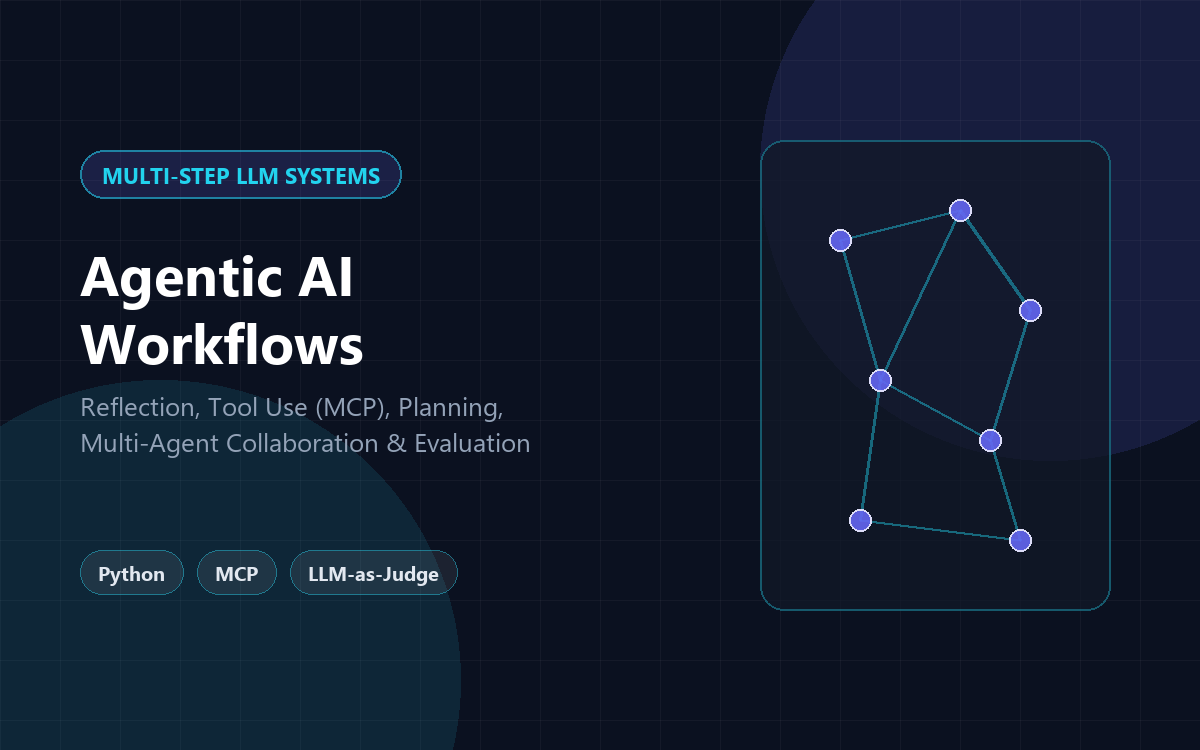 MULTI-STEP LLM SYSTEMS
Agentic AI
Workflows
Reflection, Tool Use (MCP), Planning,
Multi-Agent Collaboration & Evaluation
Python
MCP
LLM-as-Judge